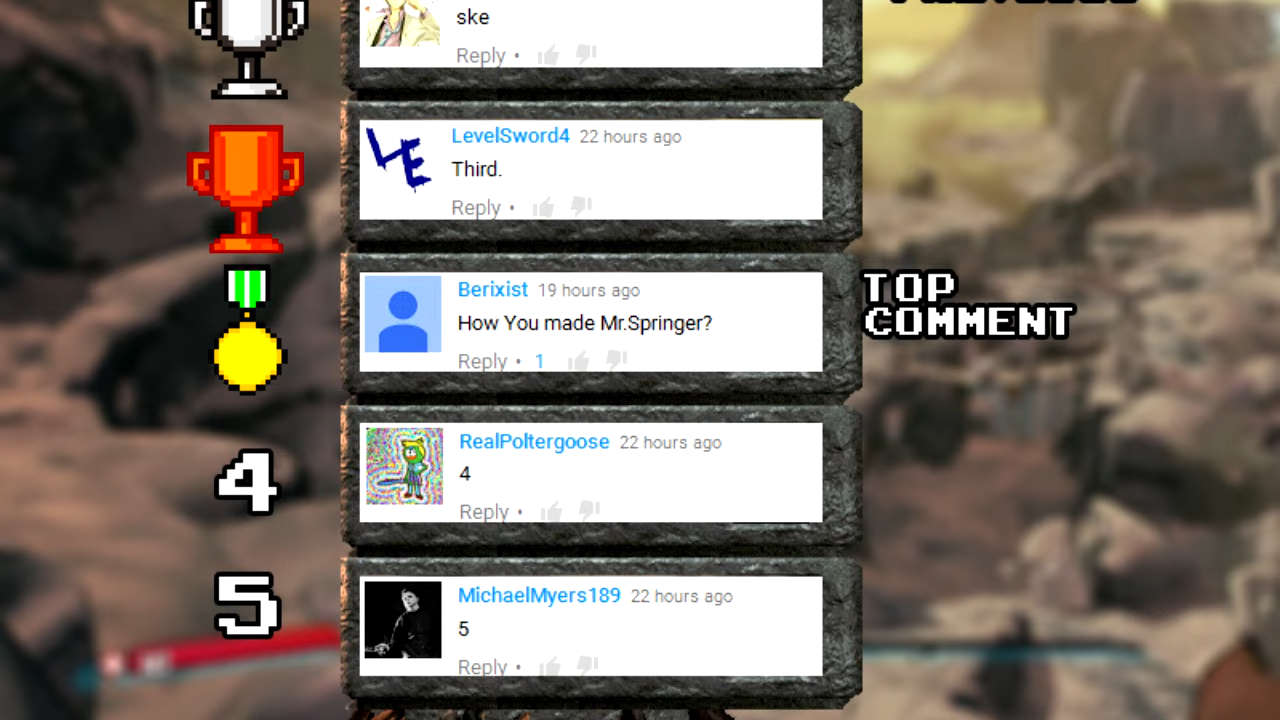 ske
Reply •
LevelSword4 22 hours ago
Third.
Reply •
Berixist 19 hours ago
How You made Mr.Springer?
Reply • 1
TOP
COMMENT
4
RealPoltergoose 22 hours ago
4
Reply •
5
MichaelMyers189 22 hours ago
5
Reply •